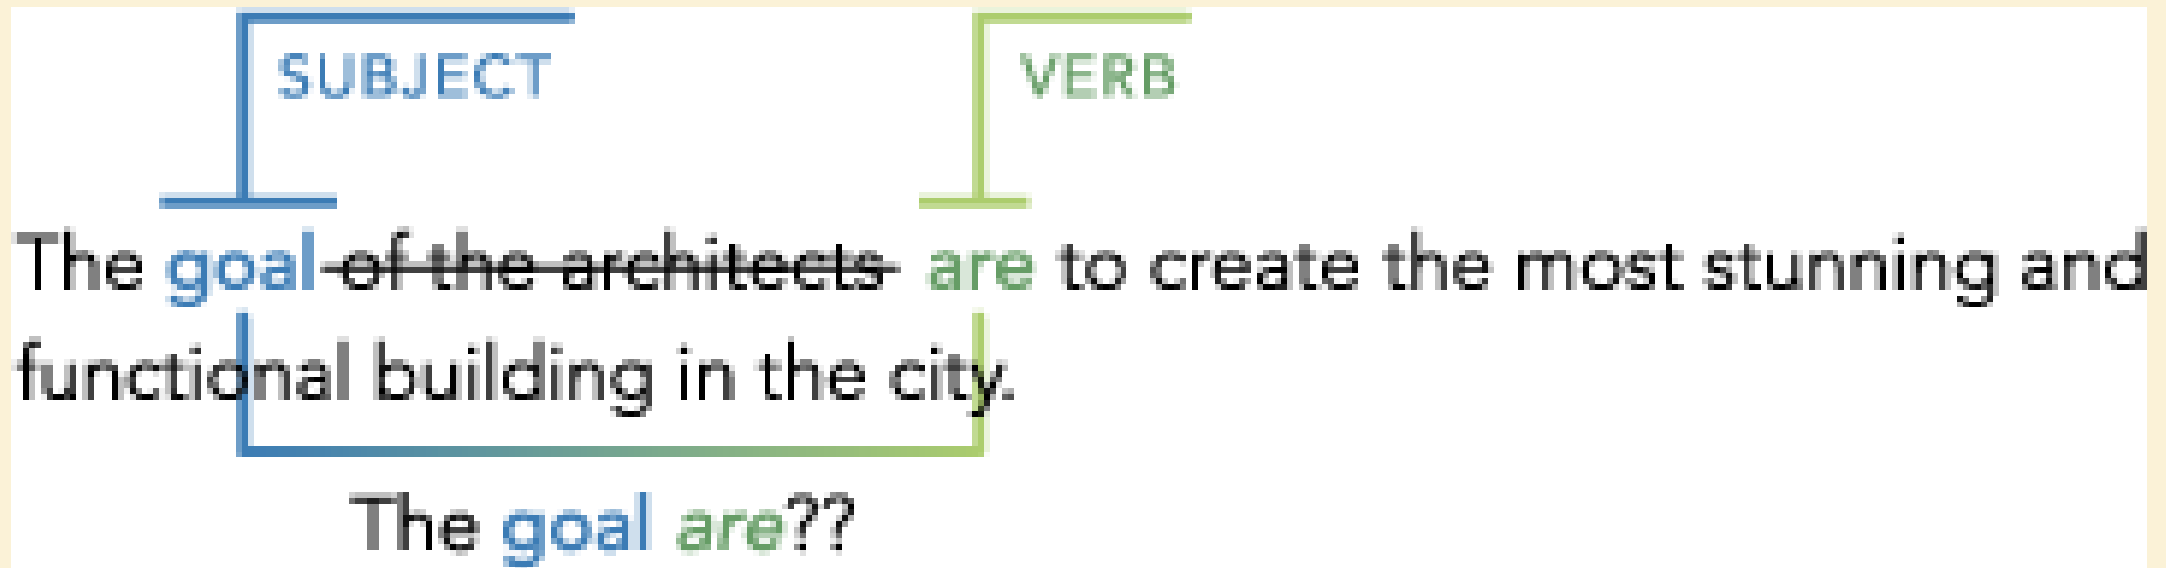 SUBJECT VERB
The goal of the architects are to create the most stunning and
functional building in the city.
The goal are??